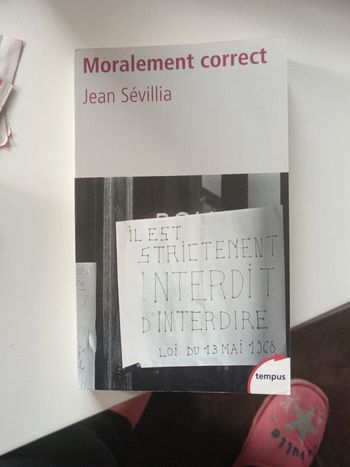 Moralement correct
Jean Sévillia
IL EST
STRICTEMENT
INTERDIT
D'INTERDIRE
LOI DU 13 MAI 1968
tempus